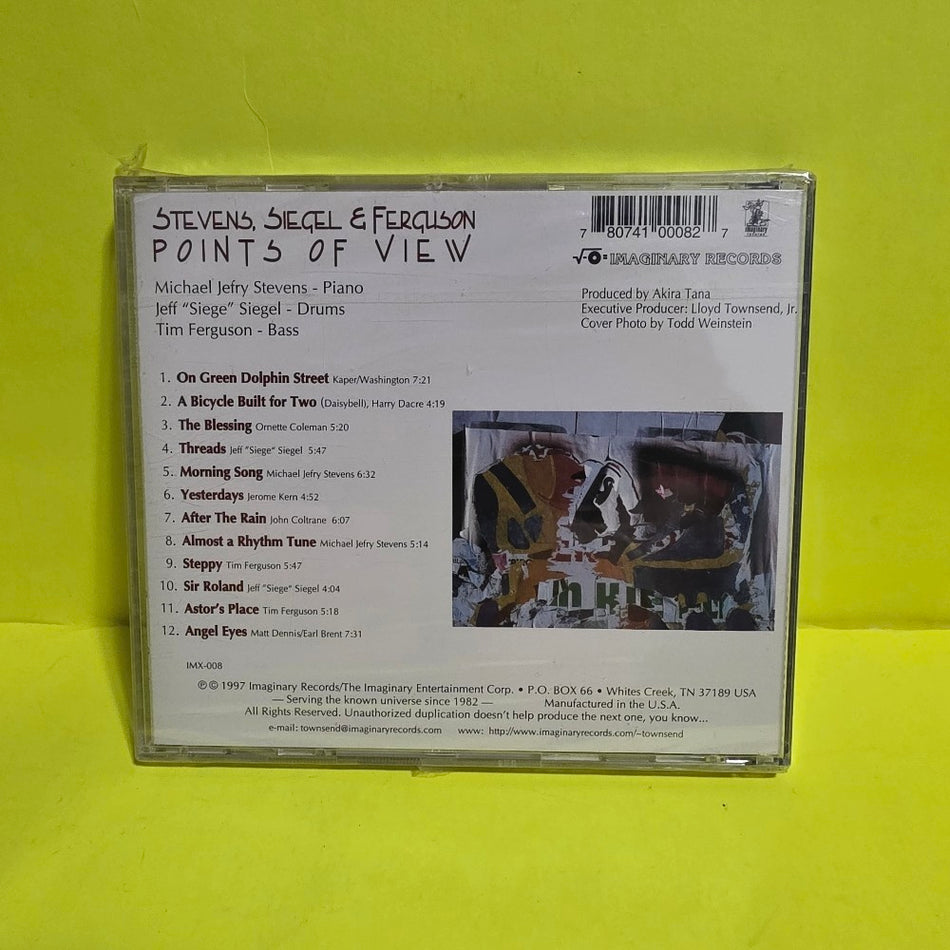 STEVENS, SIEGEL & FERGUSON
POINTS OF VIEW
7 80741 00082 7
imaginary
√-O=IMAGINARY RECORDS
Michael Jefry Stevens - Piano
Jeff “Siege” Siegel - Drums
Tim Ferguson - Bass
Produced by Akira Tana
Executive Producer: Lloyd Townsend, Jr.
Cover Photo by Todd Weinstein
1. On Green Dolphin Street Kaper/Washington 7:21
2. A Bicycle Built for Two (Daisybell), Harry Dacre 4:19
3. The Blessing Ornette Coleman 5:20
4. Threads Jeff “Siege” Siegel 5:47
5. Morning Song Michael Jefry Stevens 6:32
6. Yesterdays Jerome Kern 4:52
7. After The Rain John Coltrane 6:07
8. Almost a Rhythm Tune Michael Jefry Stevens 5:14
9. Steppy Tim Ferguson 5:47
10. Sir Roland Jeff “Siege” Siegel 4:04
11. Astor’s Place Tim Ferguson 5:18
12. Angel Eyes Matt Dennis/Earl Brent 7:31
IMX-008
℗ © 1997 Imaginary Records/The Imaginary Entertainment Corp. • P.O. BOX 66 • Whites Creek, TN 37189 USA
— Serving the known universe since 1982 — Manufactured in the U.S.A.
All Rights Reserved. Unauthorized duplication doesn’t help produce the next one, you know...
e-mail: townsend@imaginaryrecords.com www: http://www.imaginaryrecords.com/~townsend